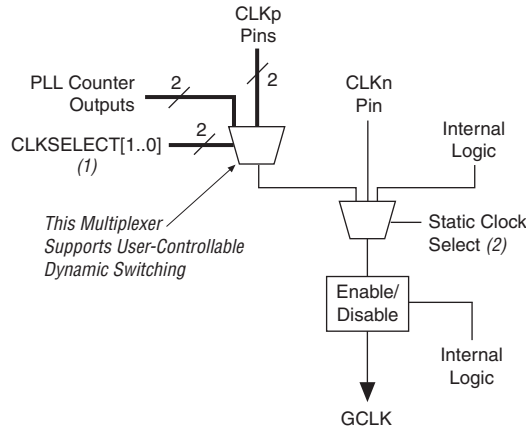 CLKp
Pins
2
PLL Counter
Outputs
2
CLKn
Pin
CLKSELECT[1..0]
(1)
2
Internal
Logic
This Multiplexer
Supports User-Controllable
Dynamic Switching
Static Clock
Select (2)
Enable/
Disable
Internal
Logic
GCLK